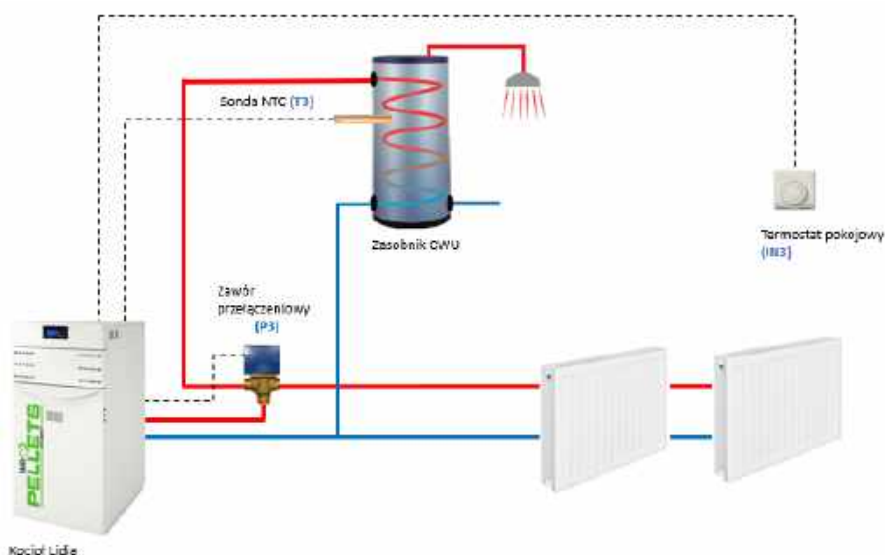 Sonda NTC (T3)
Zasobnik CWU
Termostat pokojowy
(IN3)
Zawór
przełączeniowy
(P3)
PELLETS
Kocioł Lidia